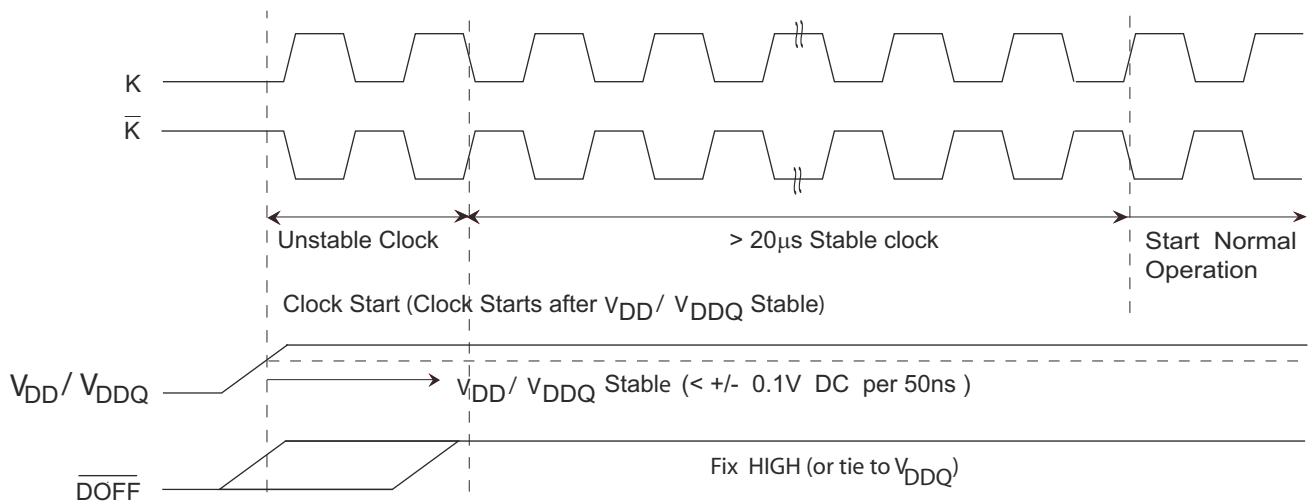 K
K
Unstable Clock
> 20μs Stable clock
Start Normal
Operation
Clock Start (Clock Starts after VDD / VDDQ Stable)
VDD / VDDQ
VDD / VDDQ Stable (< +/- 0.1V DC per 50ns )
Fix HIGH (or tie to VDDQ)
DOFF